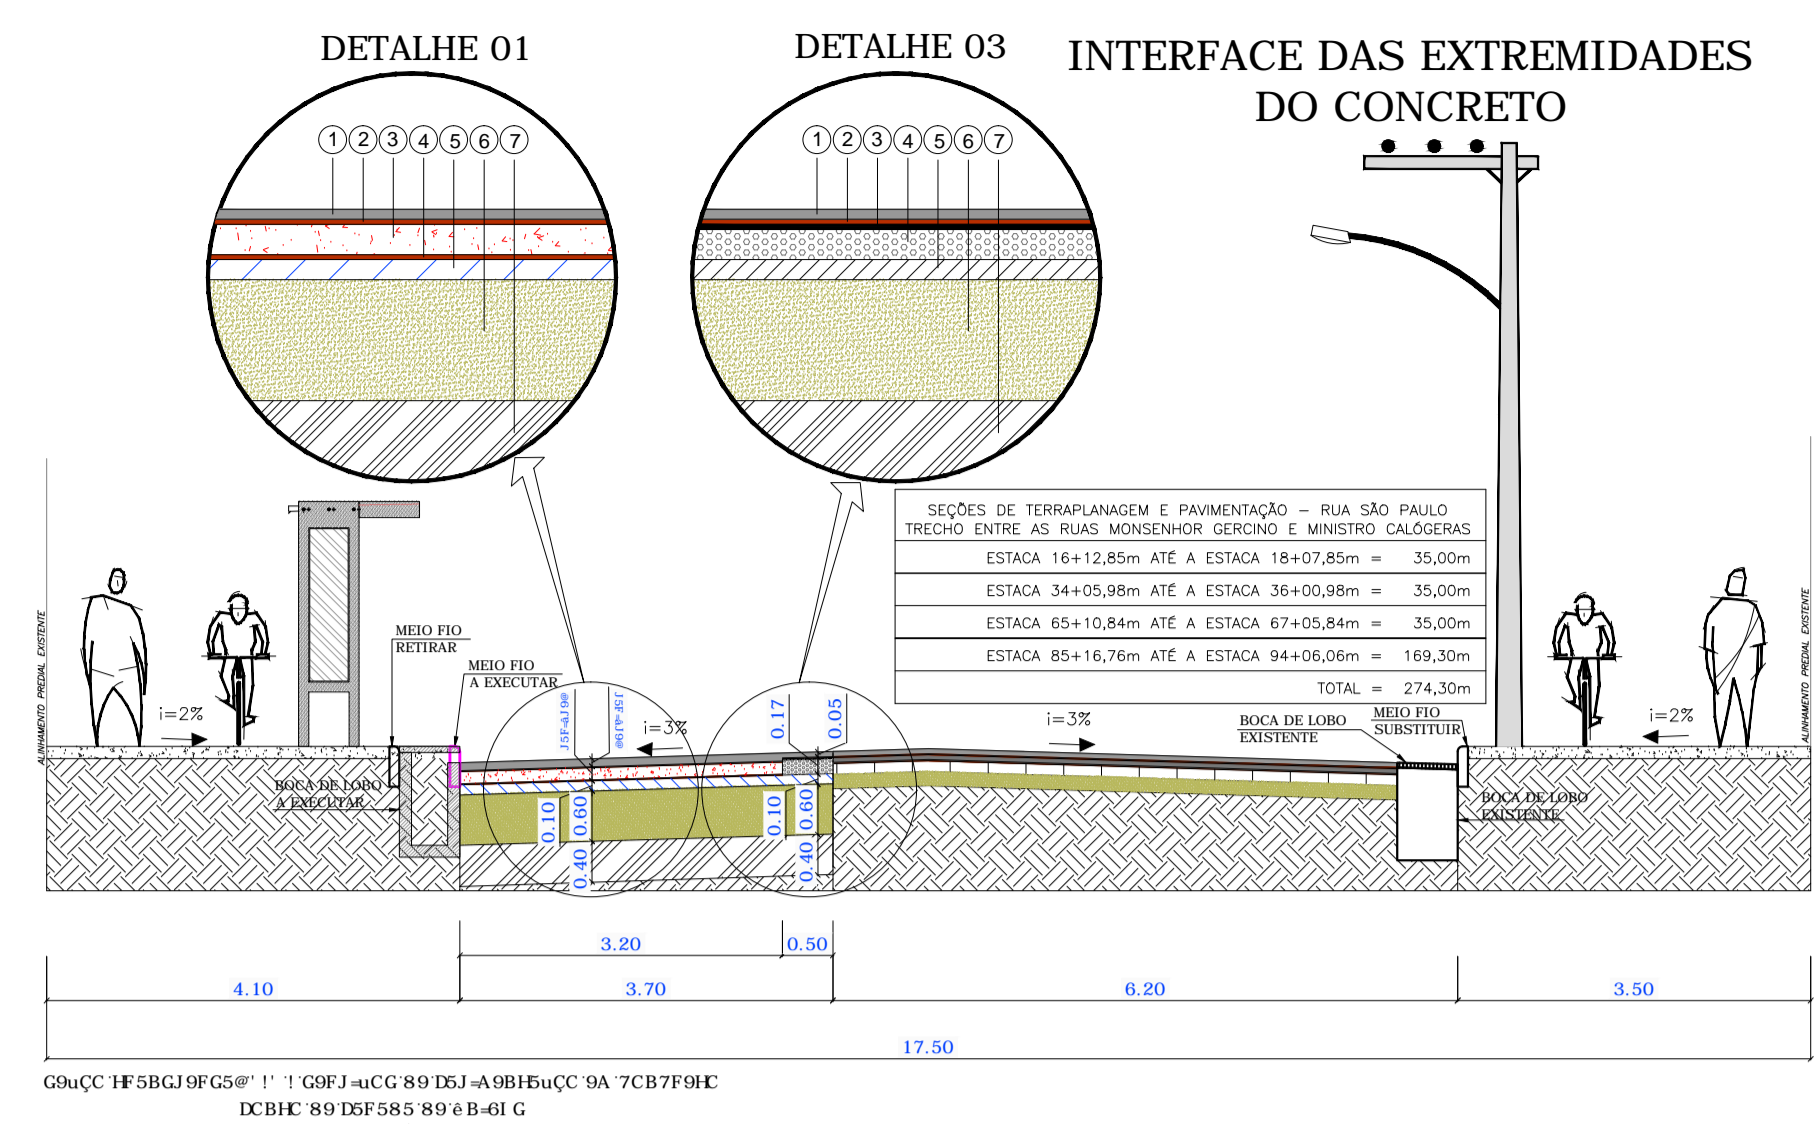 DETALHE 01
DETALHE 03
INTERFACE DAS EXTREMIDADES
DO CONCRETO
1 2 3 4 5 6 7
1 2 3 4 5 6 7
SEÇÕES DE TERRAPLANAGEM E PAVIMENTAÇÃO – RUA SÃO PAULO
TRECHO ENTRE AS RUAS MONSENHOR GERCINO E MINISTRO CALÓGERAS
ESTACA 16+12,85m ATÉ A ESTACA 18+07,85m = 35,00m
ESTACA 34+05,98m ATÉ A ESTACA 36+00,98m = 35,00m
ESTACA 65+10,84m ATÉ A ESTACA 67+05,84m = 35,00m
ESTACA 85+16,76m ATÉ A ESTACA 94+06,06m = 169,30m
TOTAL = 274,30m
ALINHAMENTO PREDIAL EXISTENTE
i=2%
MEIO FIO
RETIRAR
MEIO FIO
A EXECUTAR
BOCA DE LOBO
A EXECUTAR
i=3%
0.17
0.05
0.10
0.60
0.40
0.10
0.60
0.40
i=3%
BOCA DE LOBO
EXISTENTE
MEIO FIO
SUBSTITUIR
BOCA DE LOBO
EXISTENTE
i=2%
ALINHAMENTO PREDIAL EXISTENTE
3.20
0.50
4.10
3.70
6.20
3.50
17.50